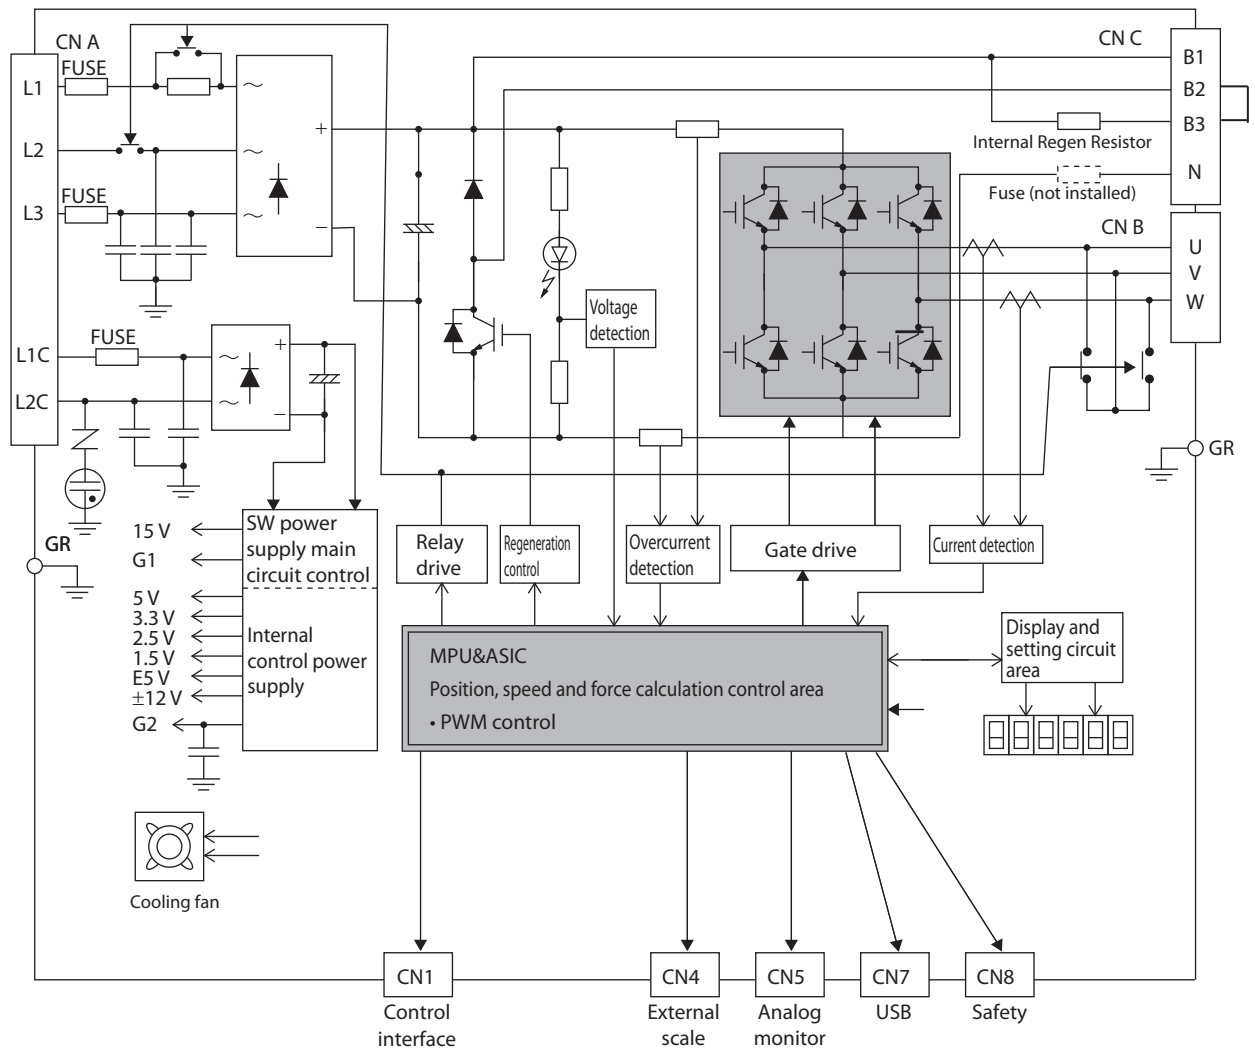 CN A
FUSE
L1
L2
FUSE
L3
FUSE
L1C
L2C
GR
CN C
B1
B2
B3
Internal Regen Resistor
N
Fuse (not installed)
CN B
U
V
W
GR
+
−
+
−
Voltage
detection
15 V
G1
5 V
3.3 V
2.5 V
1.5 V
E5 V
±12 V
G2
SW power
supply main
circuit control
Internal
control power
supply
Relay
drive
Regeneration
control
Overcurrent
detection
Gate drive
Current detection
MPU&ASIC
Position, speed and force calculation control area
• PWM control
Display and
setting circuit
area
Cooling fan
CN1
Control
interface
CN4
External
scale
CN5
Analog
monitor
CN7
USB
CN8
Safety